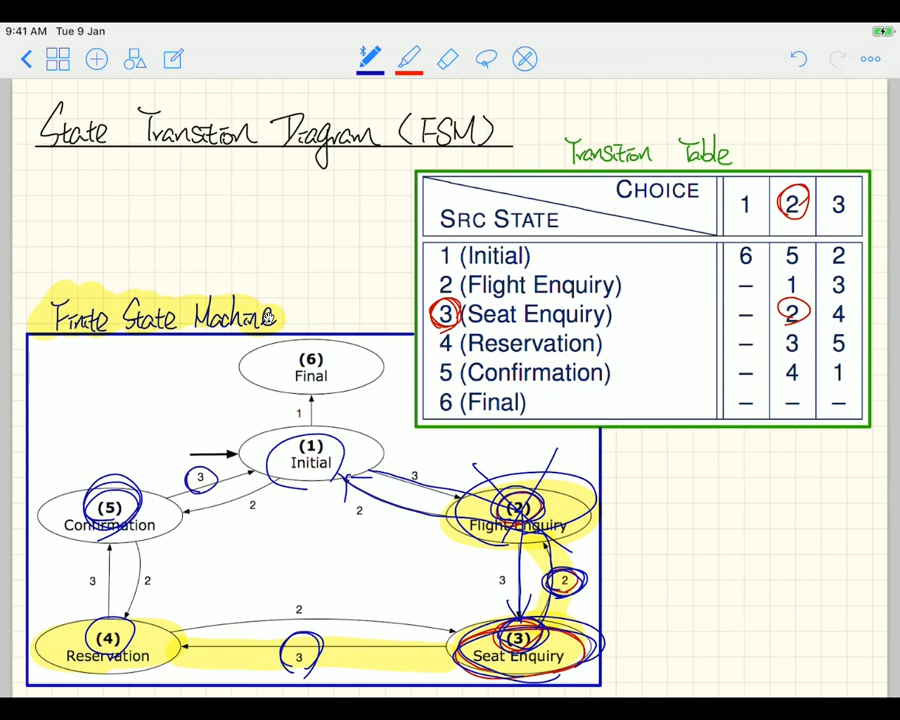 9:41 AM Tue 9 Jan
State Transition Diagram (FSM)
Transition Table
CHOICE 1 2 3
SRC STATE
1 (Initial) 6 5 2
2 (Flight Enquiry) – 1 3
3 (Seat Enquiry) – 2 4
4 (Reservation) – 3 5
5 (Confirmation) – 4 1
6 (Final) – – –
Finite State Machine
(6)
Final
1
(1)
Initial
3
3
2
2
(5)
Confirmation
(2)
Flight Enquiry
3
2
3
2
2
(4)
Reservation
3
(3)
Seat Enquiry